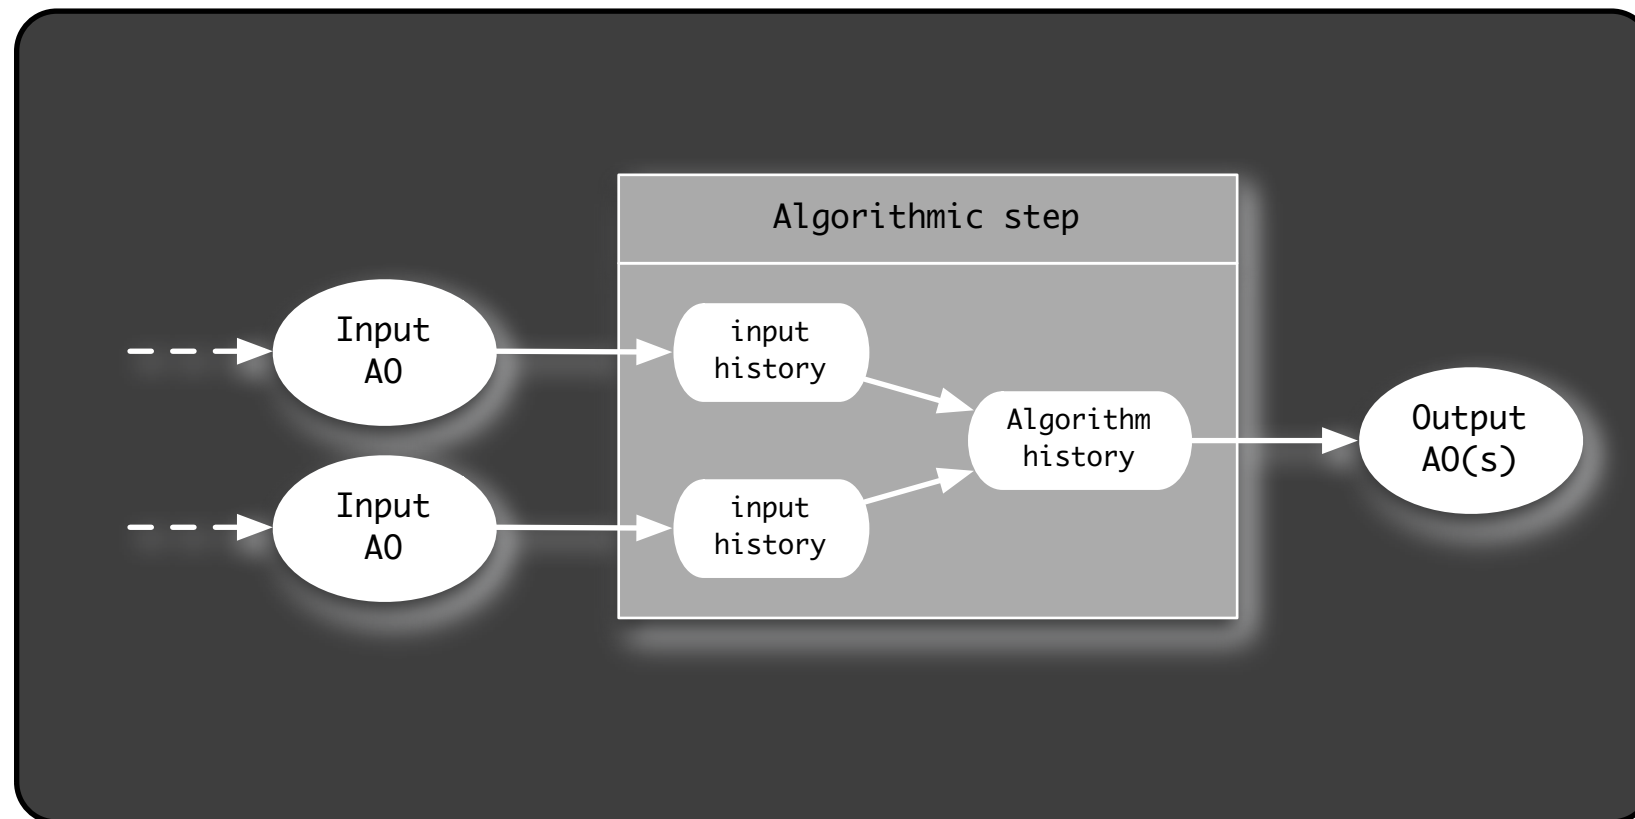 Algorithmic step
Input
AO
input
history
Algorithm
history
Output
AO(s)
Input
AO
input
history